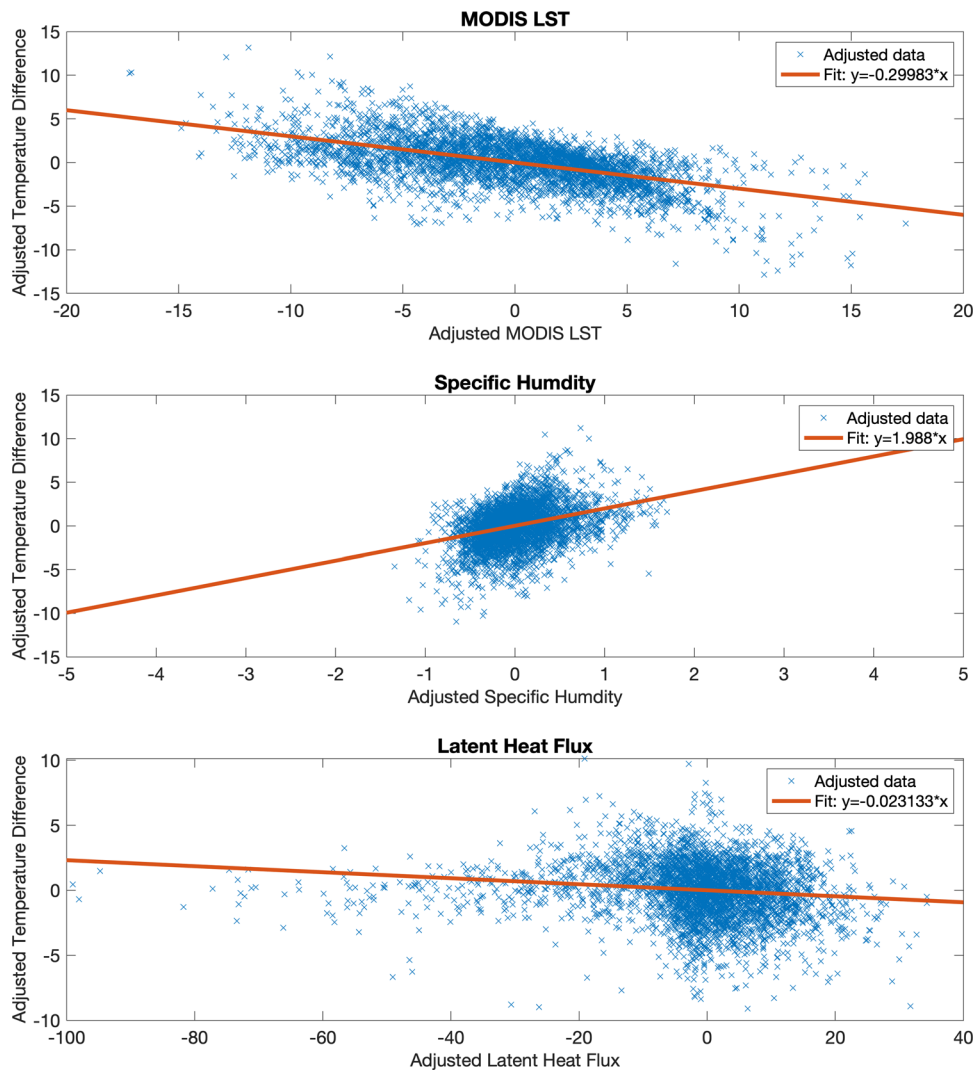 MODIS LST
15
10
5
0
-5
-10
-15
Adjusted Temperature Difference
Adjusted data
Fit: y=-0.29983*x
-20 -15 -10 -5 0 5 10 15 20
Adjusted MODIS LST
Specific Humdity
15
10
5
0
-5
-10
-15
Adjusted Temperature Difference
Adjusted data
Fit: y=1.988*x
-5 -4 -3 -2 -1 0 1 2 3 4 5
Adjusted Specific Humdity
Latent Heat Flux
10
5
0
-5
-10
Adjusted Temperature Difference
Adjusted data
Fit: y=-0.023133*x
-100 -80 -60 -40 -20 0 20 40
Adjusted Latent Heat Flux